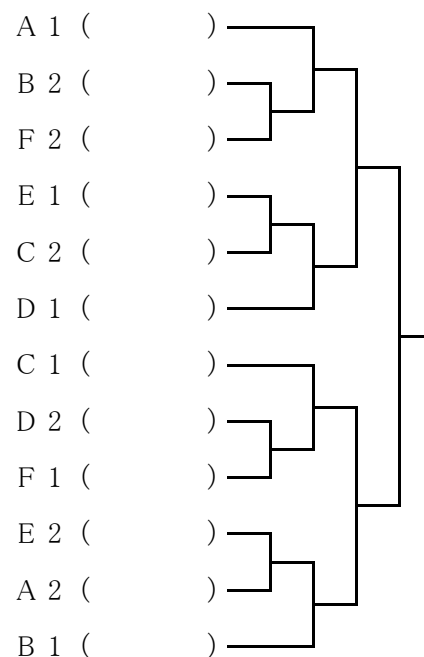 A 1 (　　　)
B 2 (　　　)
F 2 (　　　)
E 1 (　　　)
C 2 (　　　)
D 1 (　　　)
C 1 (　　　)
D 2 (　　　)
F 1 (　　　)
E 2 (　　　)
A 2 (　　　)
B 1 (　　　)